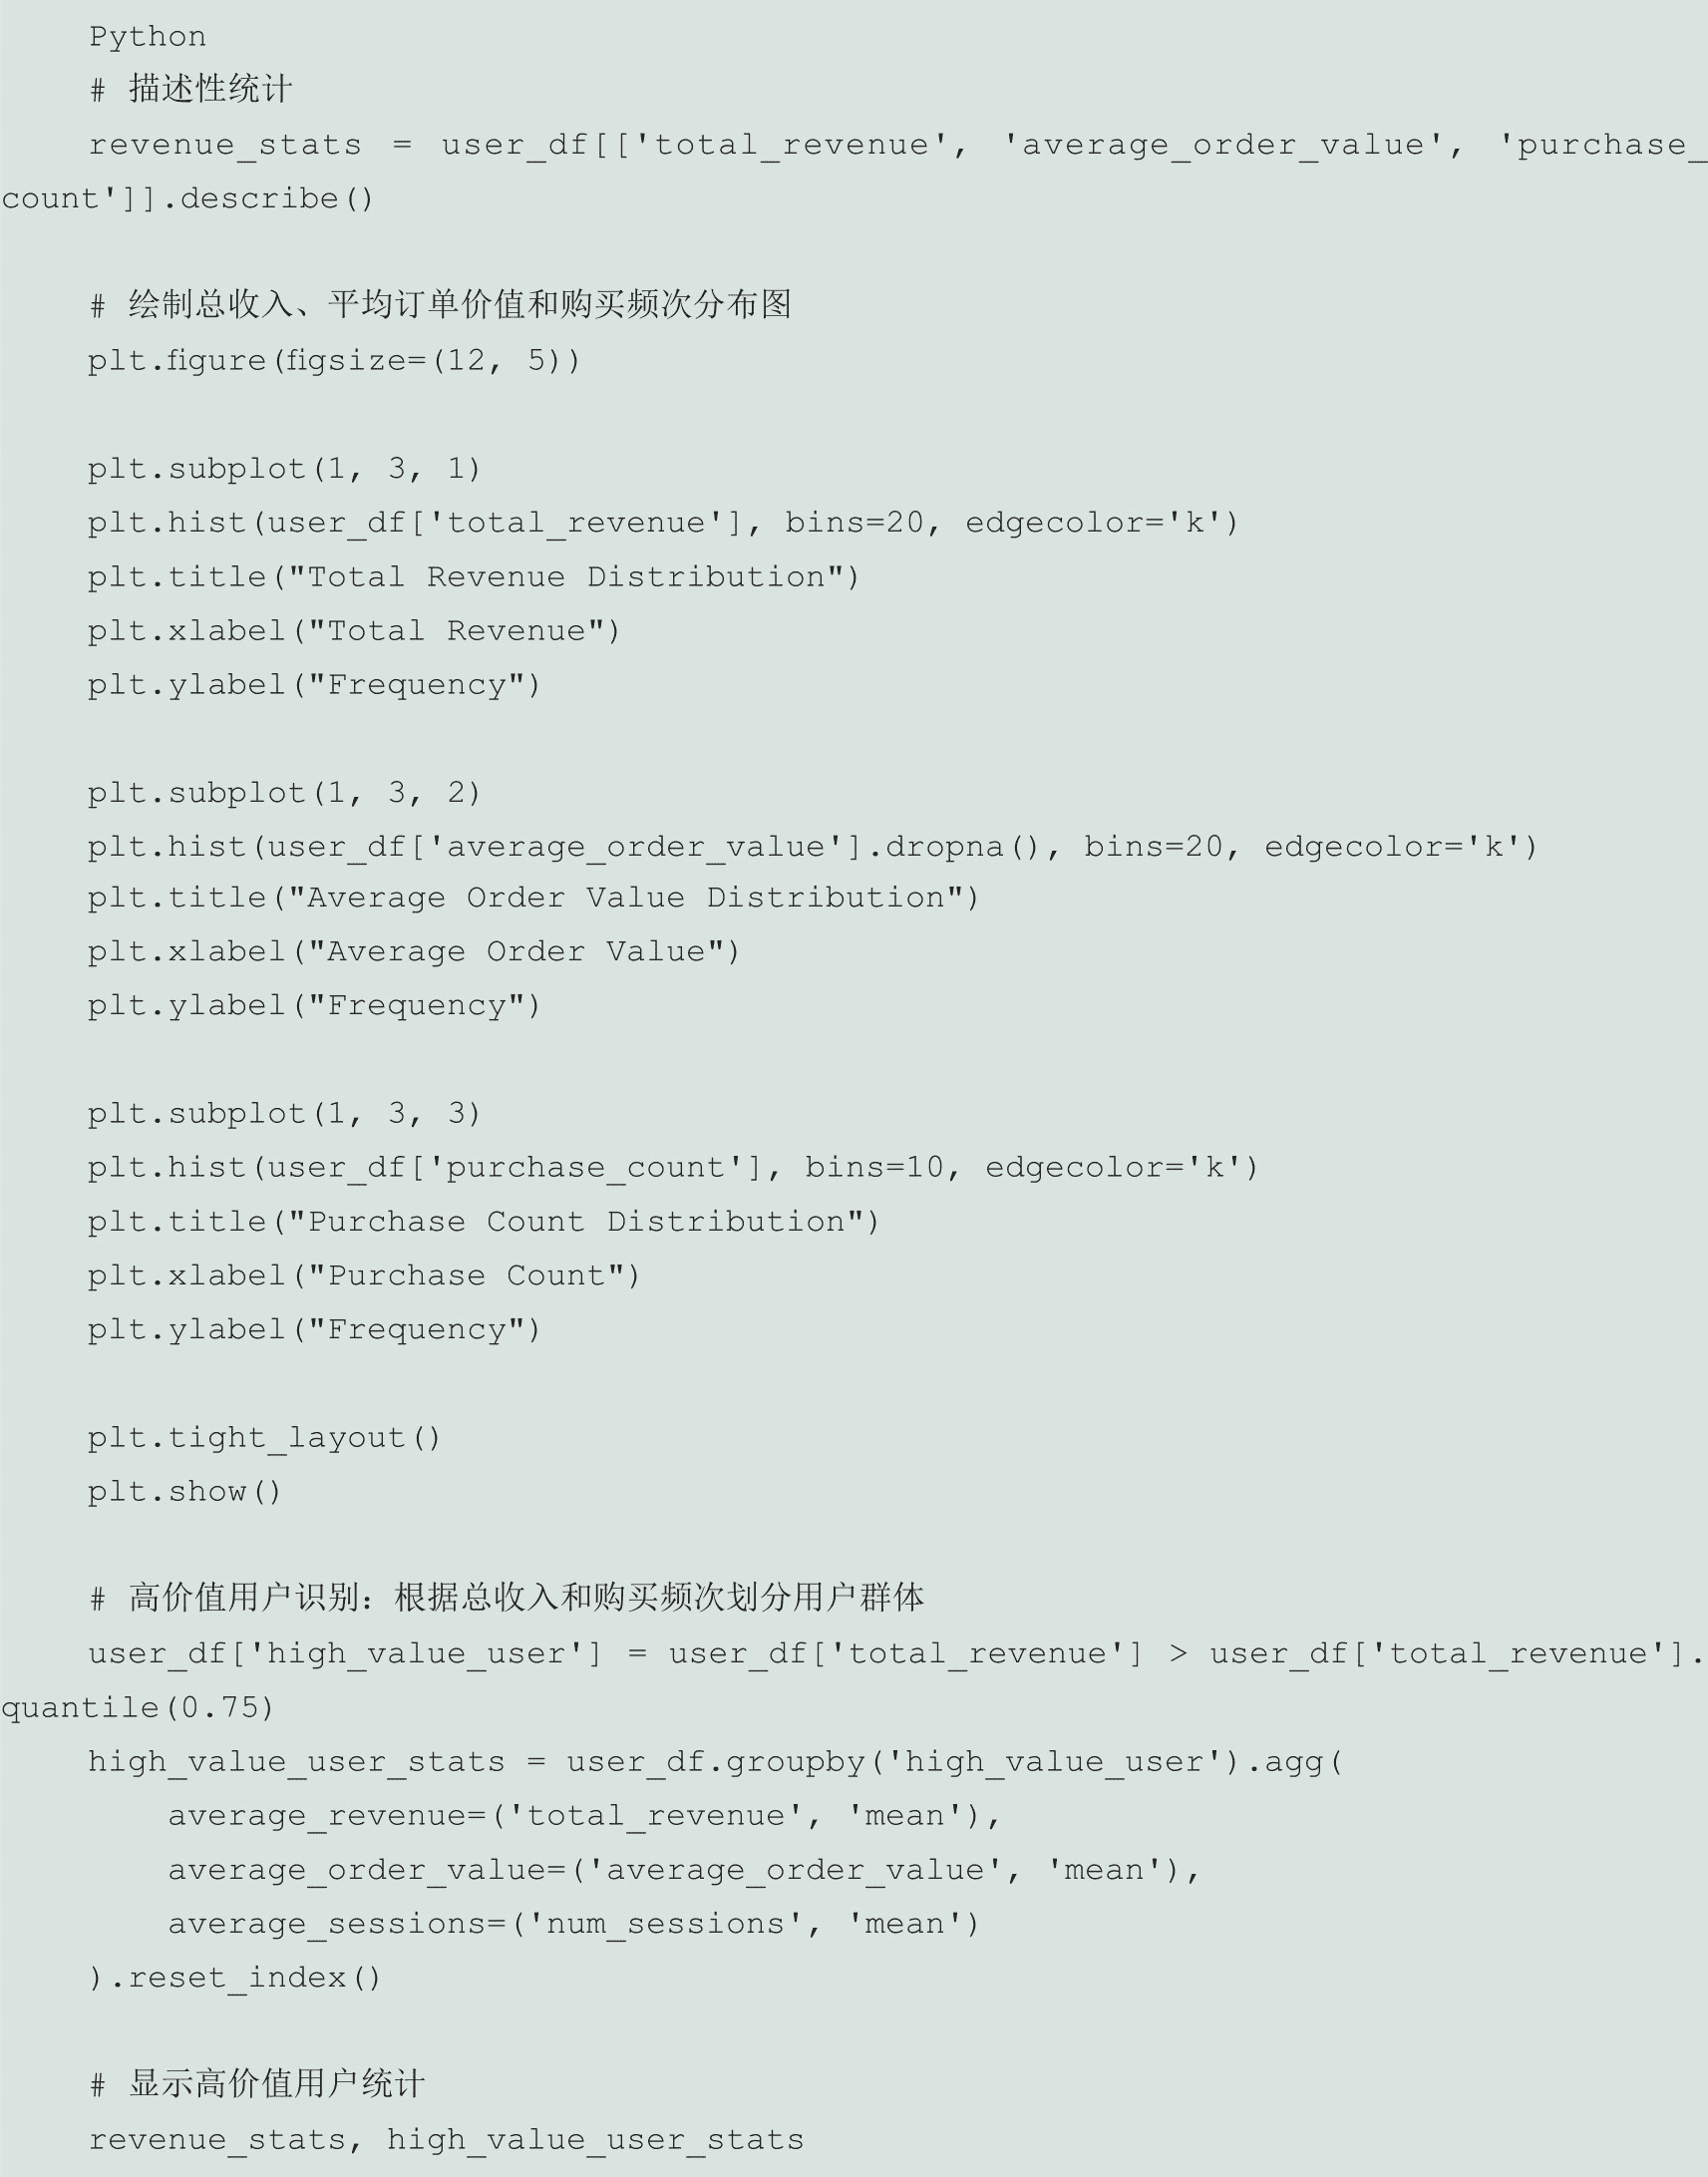 Python
# 描述性统计
revenue_stats = user_df[['total_revenue', 'average_order_value', 'purchase_
count']].describe()
# 绘制总收入、平均订单价值和购买频次分布图
plt.figure(figsize=(12, 5))
plt.subplot(1, 3, 1)
plt.hist(user_df['total_revenue'], bins=20, edgecolor='k')
plt.title("Total Revenue Distribution")
plt.xlabel("Total Revenue")
plt.ylabel("Frequency")
plt.subplot(1, 3, 2)
plt.hist(user_df['average_order_value'].dropna(), bins=20, edgecolor='k')
plt.title("Average Order Value Distribution")
plt.xlabel("Average Order Value")
plt.ylabel("Frequency")
plt.subplot(1, 3, 3)
plt.hist(user_df['purchase_count'], bins=10, edgecolor='k')
plt.title("Purchase Count Distribution")
plt.xlabel("Purchase Count")
plt.ylabel("Frequency")
plt.tight_layout()
plt.show()
# 高价值用户识别：根据总收入和购买频次划分用户群体
user_df['high_value_user'] = user_df['total_revenue'] > user_df['total_revenue'].
quantile(0.75)
high_value_user_stats = user_df.groupby('high_value_user').agg(
    average_revenue=('total_revenue', 'mean'),
    average_order_value=('average_order_value', 'mean'),
    average_sessions=('num_sessions', 'mean')
).reset_index()
# 显示高价值用户统计
revenue_stats, high_value_user_stats